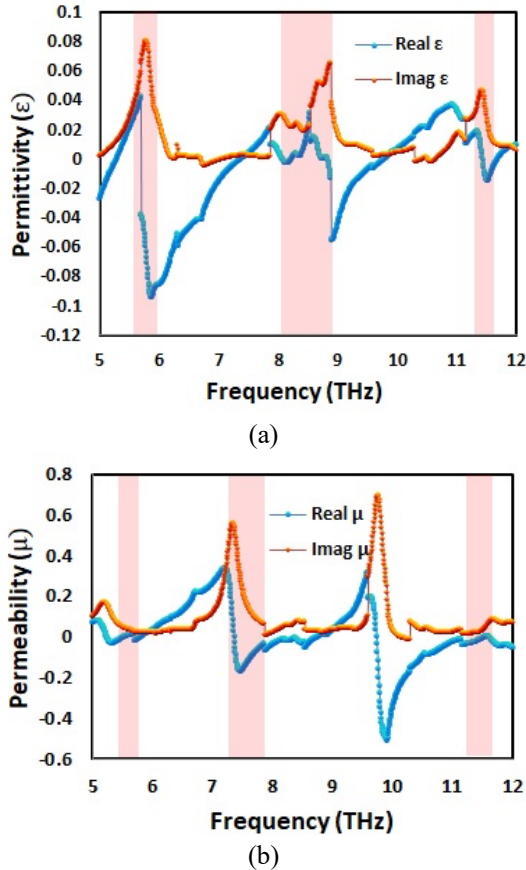 0.1
0.08
0.06
0.04
0.02
0
-0.02
-0.04
-0.06
-0.08
-0.1
-0.12
Permittivity (ε)
Real ε
Imag ε
5 6 7 8 9 10 11 12
Frequency (THz)
(a)
0.8
0.6
0.4
0.2
0
-0.2
-0.4
-0.6
Permeability (μ)
Real μ
Imag μ
5 6 7 8 9 10 11 12
Frequency (THz)
(b)